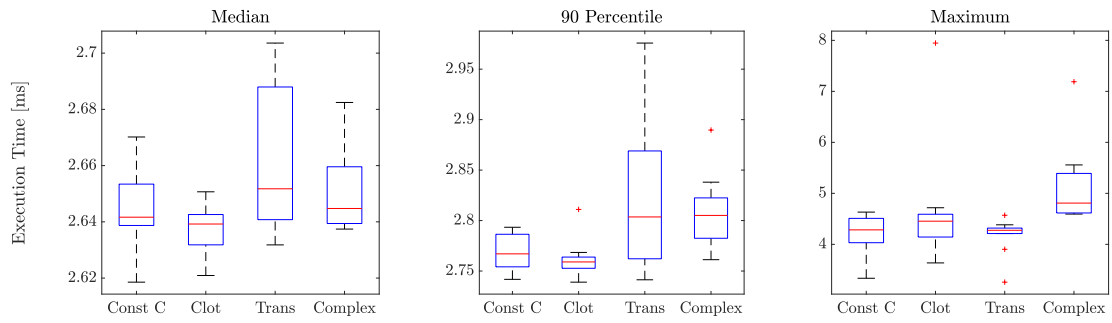 Median
90 Percentile
Maximum
Execution Time [ms]
2.7
2.68
2.66
2.64
2.62
Const C Clot Trans Complex
2.95
2.9
2.85
2.8
2.75
Const C Clot Trans Complex
8
7
6
5
4
Const C Clot Trans Complex